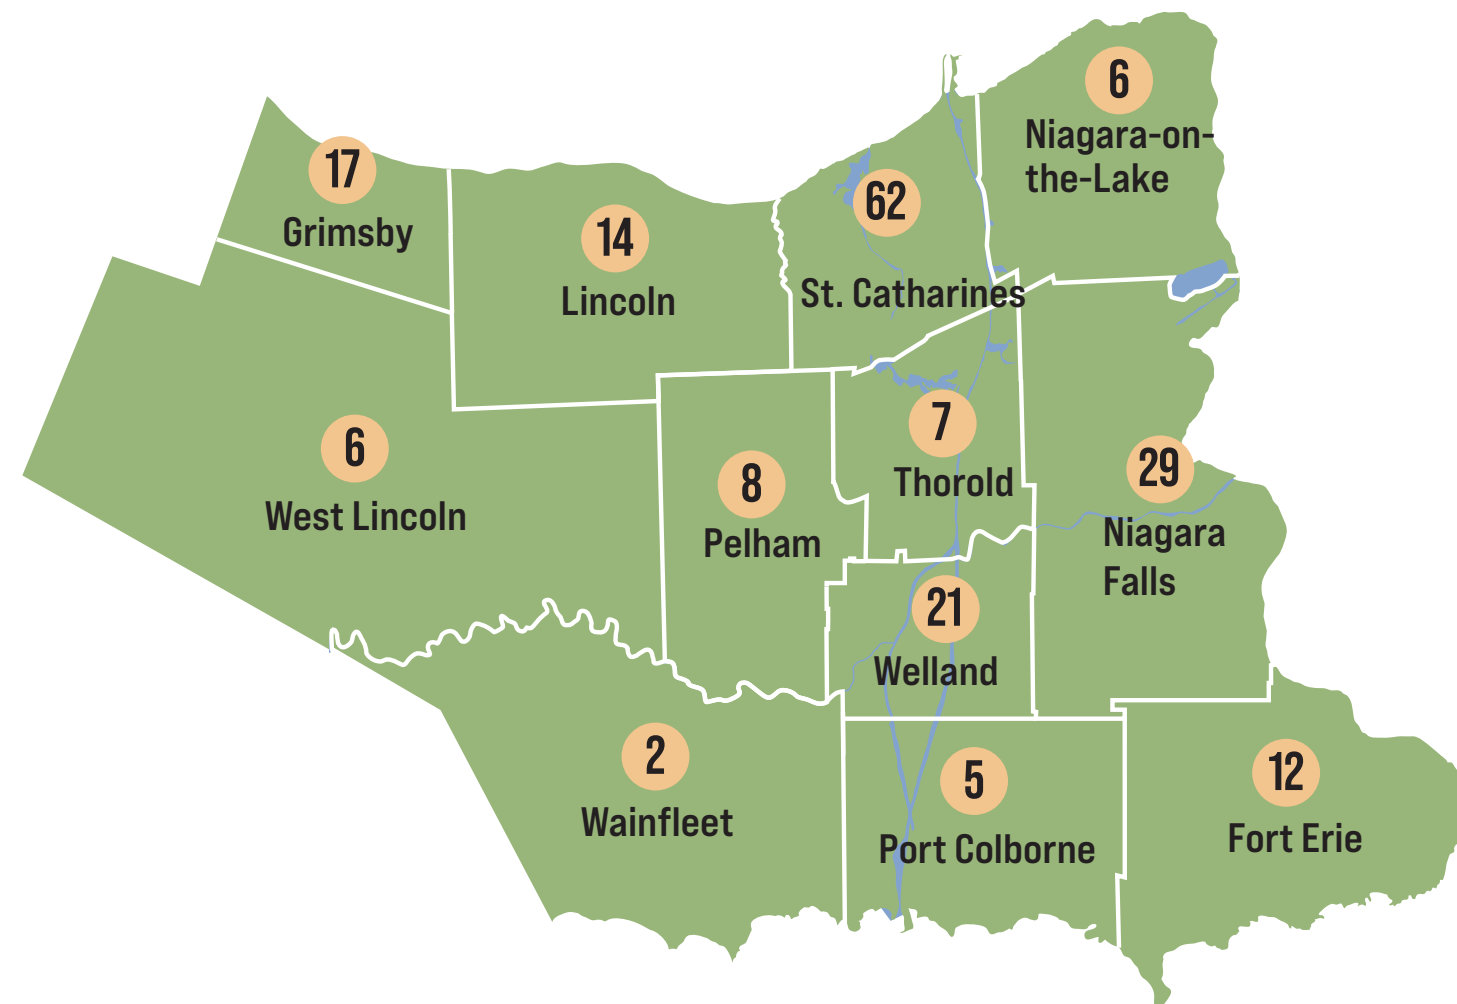 6
Niagara-on-
the-Lake
17
Grimsby
14
Lincoln
62
St. Catharines
6
West Lincoln
8
Pelham
7
Thorold
29
Niagara
Falls
21
Welland
2
Wainfleet
5
Port Colborne
12
Fort Erie